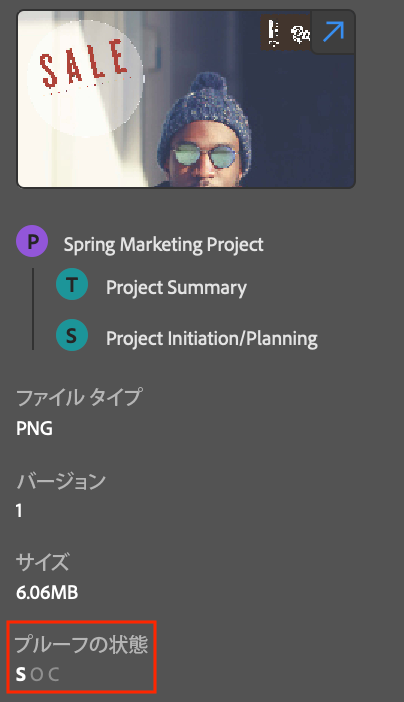 SALE
P Spring Marketing Project
T Project Summary
S Project Initiation/Planning
ファイル タイプ
PNG
バージョン
1
サイズ
6.06MB
プルーフの状態
S O C